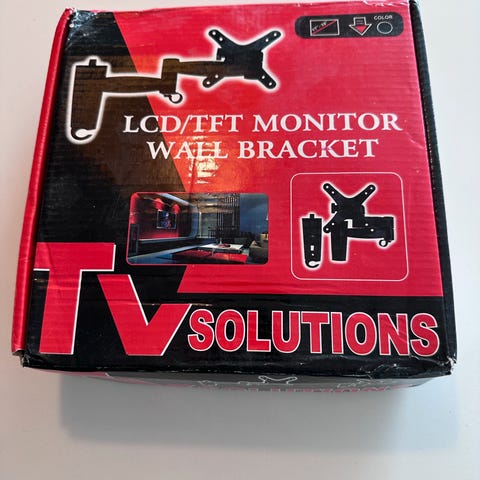 COLOR
LCD/TFT MONITOR
WALL BRACKET
TV SOLUTIONS